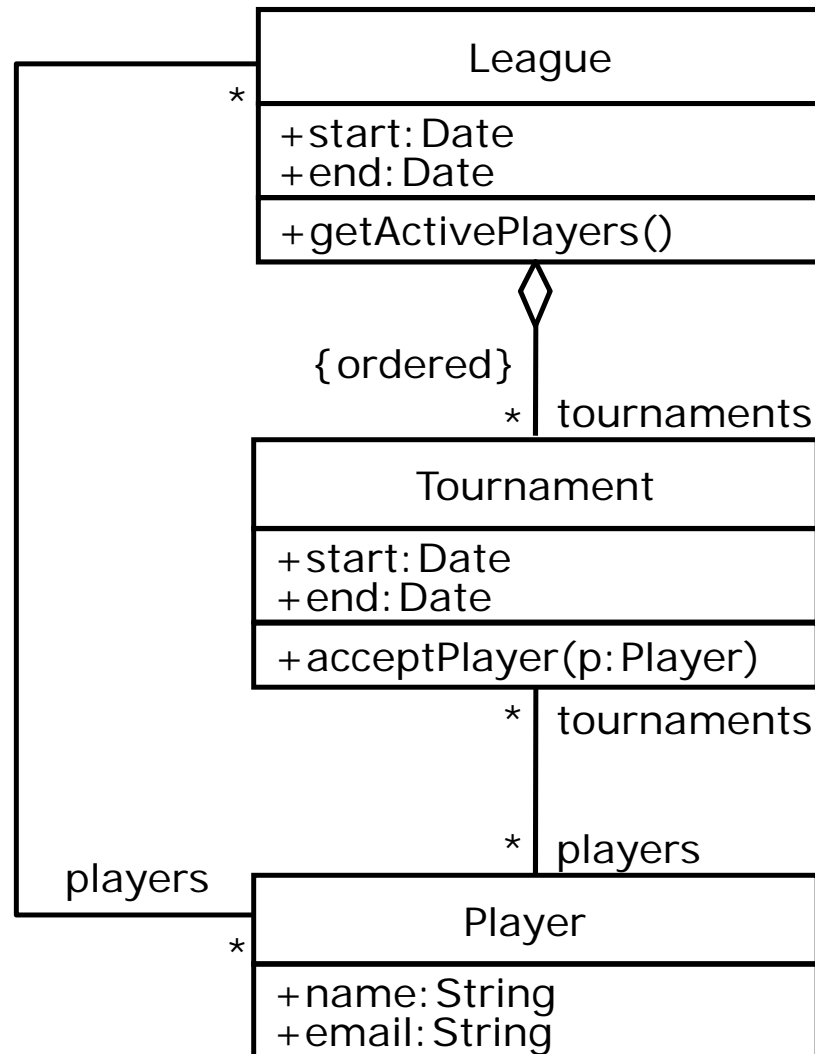 League
*
+start:Date
+end:Date
+getActivePlayers()
{ordered}
* tournaments
Tournament
+start:Date
+end:Date
+acceptPlayer(p:Player)
* tournaments
* players
players
Player
*
+name:String
+email:String